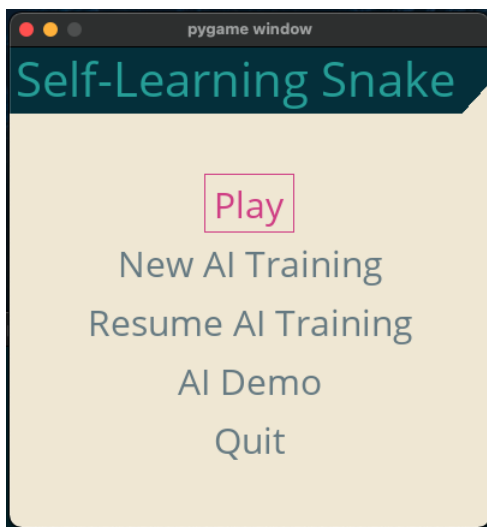 pygame window
Self-Learning Snake
Play
New AI Training
Resume AI Training
AI Demo
Quit